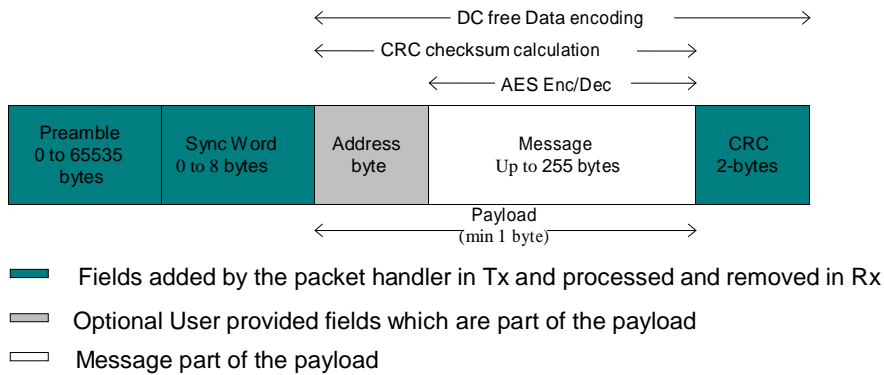 DC free Data encoding
CRC checksum calculation
AES Enc/Dec
Preamble
0 to 65535
bytes
Sync Word
0 to 8 bytes
Address
byte
Message
Up to 255 bytes
CRC
2-bytes
Payload
(min 1 byte)
Fields added by the packet handler in Tx and processed and removed in Rx
Optional User provided fields which are part of the payload
Message part of the payload